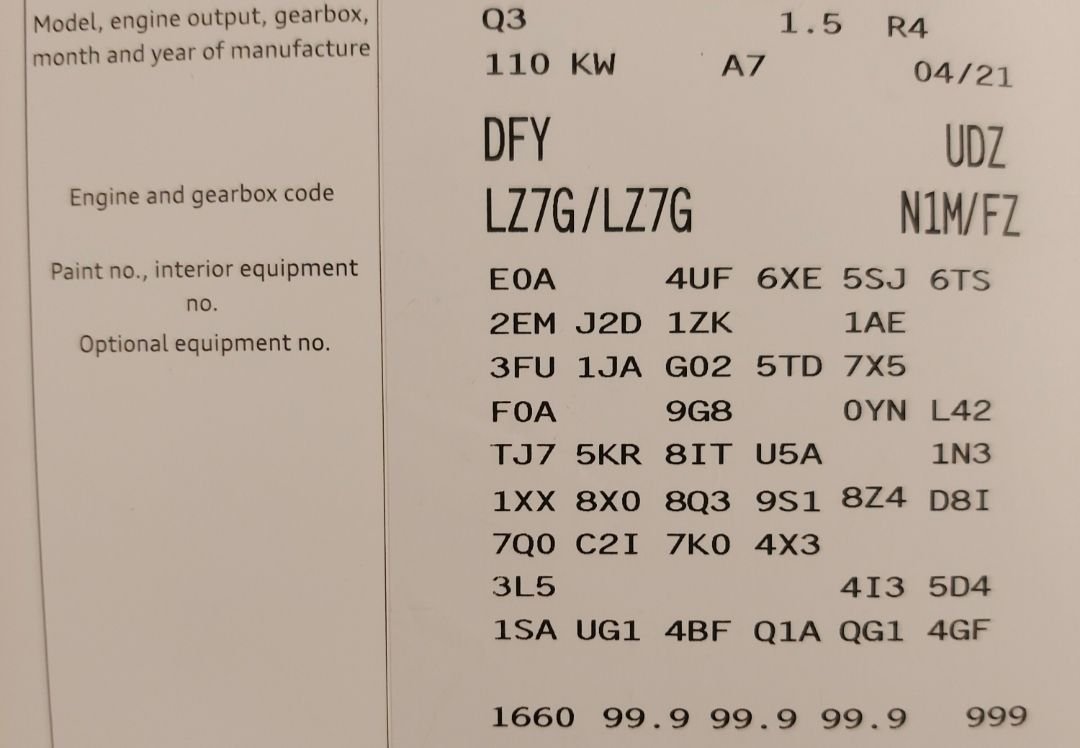 Model, engine output, gearbox,
month and year of manufacture
Engine and gearbox code
Paint no., interior equipment
no.
Optional equipment no.
Q3 1.5 R4
110 KW A7 04/21
DFY UDZ
LZ7G/LZ7G N1M/FZ
E0A 4UF 6XE 5SJ 6TS
2EM J2D 1ZK 1AE
3FU 1JA G02 5TD 7X5
F0A 9G8 0YN L42
TJ7 5KR 8IT U5A 1N3
1XX 8X0 8Q3 9S1 8Z4 D8I
7Q0 C2I 7K0 4X3
3L5 4I3 5D4
1SA UG1 4BF Q1A QG1 4GF
1660 99.9 99.9 99.9 999